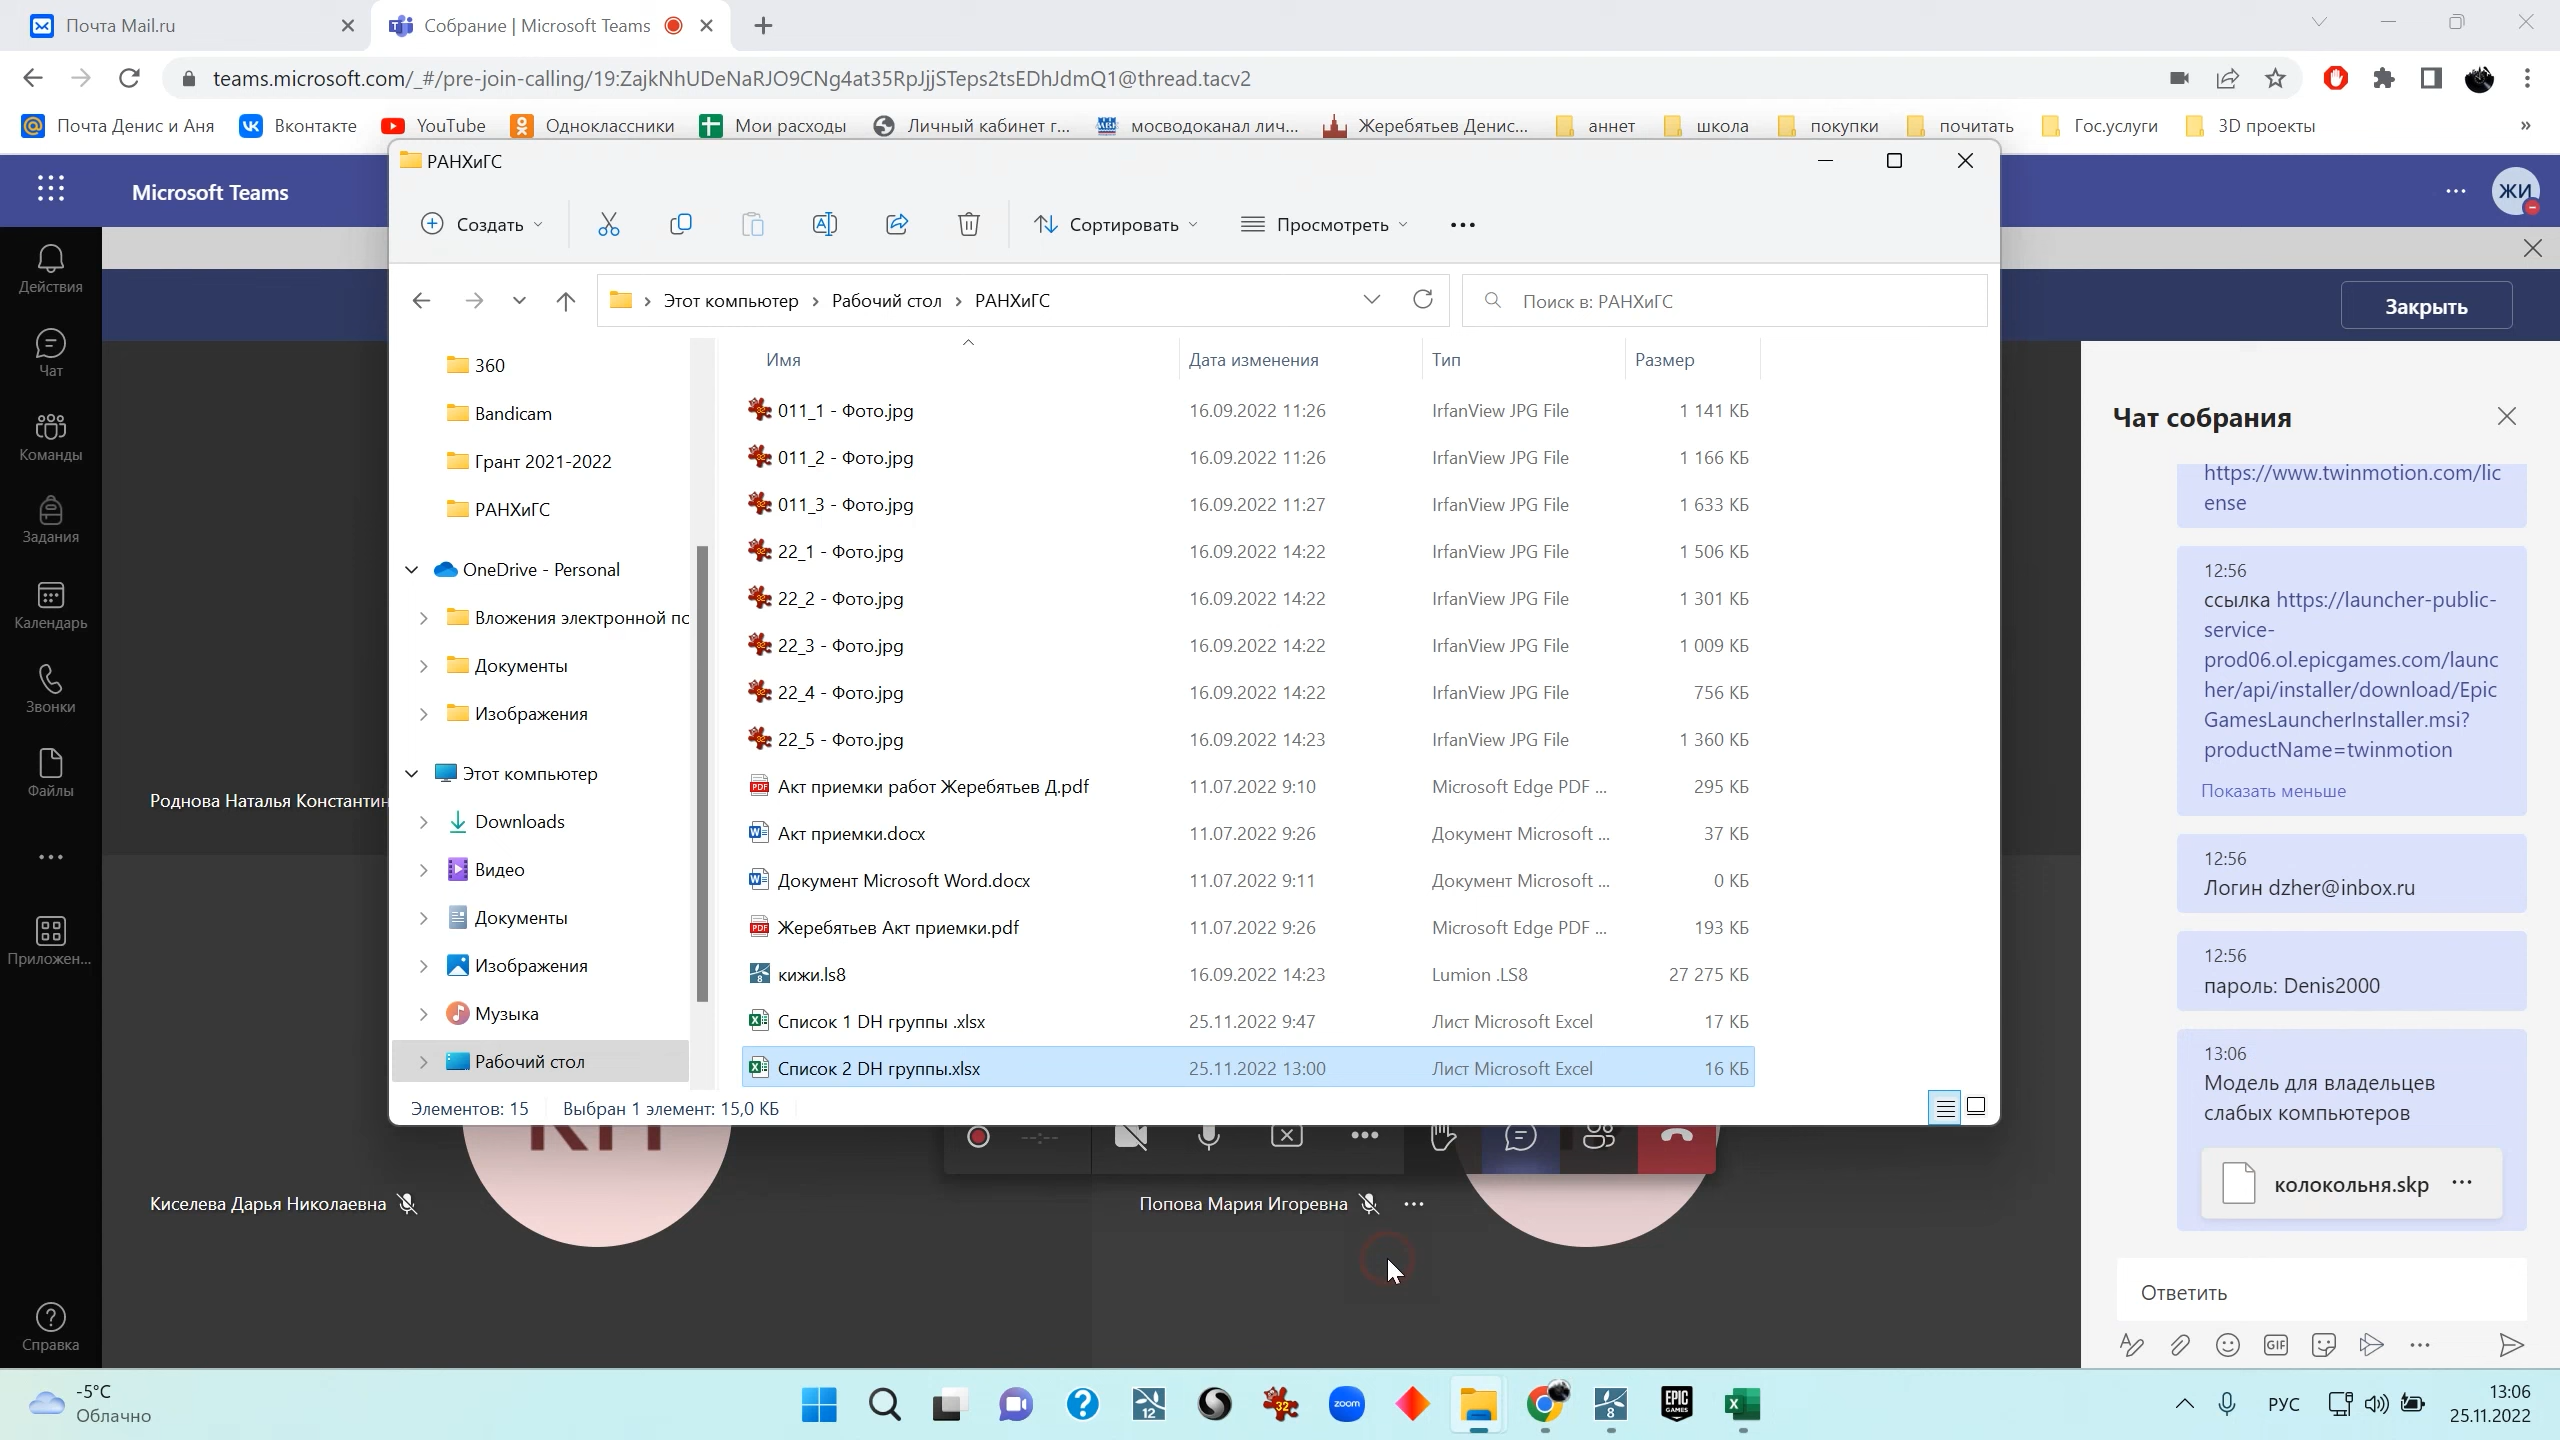 Почта Mail.ru
Собрание | Microsoft Teams
teams.microsoft.com/_#/pre-join-calling/19:ZajkNhUDeNaRJO9CNg4at35RpJjjSTeps2tsEDhJdmQ1@thread.tacv2
Почта Денис и Аня
Вконтакте
YouTube
Одноклассники
Мои расходы
Личный кабинет г...
мосводоканал лич...
Жеребятьев Денис...
аннет
школа
покупки
почитать
Гос.услуги
3D проекты
»
Microsoft Teams
ЖИ
Действия
Чат
Команды
Задания
Календарь
Звонки
Файлы
Приложен...
Справка
РАНХиГС
Создать
Сортировать
Просмотреть
Этот компьютер › Рабочий стол › РАНХиГС
Поиск в: РАНХиГС
360
Bandicam
Грант 2021-2022
РАНХиГС
OneDrive - Personal
Вложения электронной по
Документы
Изображения
Этот компьютер
Downloads
Видео
Документы
Изображения
Музыка
Рабочий стол
Имя Дата изменения Тип Размер
011_1 - Фото.jpg 16.09.2022 11:26 IrfanView JPG File 1 141 КБ
011_2 - Фото.jpg 16.09.2022 11:26 IrfanView JPG File 1 166 КБ
011_3 - Фото.jpg 16.09.2022 11:27 IrfanView JPG File 1 633 КБ
22_1 - Фото.jpg 16.09.2022 14:22 IrfanView JPG File 1 506 КБ
22_2 - Фото.jpg 16.09.2022 14:22 IrfanView JPG File 1 301 КБ
22_3 - Фото.jpg 16.09.2022 14:22 IrfanView JPG File 1 009 КБ
22_4 - Фото.jpg 16.09.2022 14:22 IrfanView JPG File 756 КБ
22_5 - Фото.jpg 16.09.2022 14:23 IrfanView JPG File 1 360 КБ
Акт приемки работ Жеребятьев Д.pdf 11.07.2022 9:10 Microsoft Edge PDF ... 295 КБ
Акт приемки.docx 11.07.2022 9:26 Документ Microsoft ... 37 КБ
Документ Microsoft Word.docx 11.07.2022 9:11 Документ Microsoft ... 0 КБ
Жеребятьев Акт приемки.pdf 11.07.2022 9:26 Microsoft Edge PDF ... 193 КБ
кижи.ls8 16.09.2022 14:23 Lumion .LS8 27 275 КБ
Список 1 DH группы .xlsx 25.11.2022 9:47 Лист Microsoft Excel 17 КБ
Список 2 DH группы.xlsx 25.11.2022 13:00 Лист Microsoft Excel 16 КБ
Элементов: 15 Выбран 1 элемент: 15,0 КБ
Роднова Наталья Константин
Киселева Дарья Николаевна
Попова Мария Игоревна
--:--
Закрыть
Чат собрания
https://www.twinmotion.com/lic
ense
12:56
ссылка https://launcher-public-
service-
prod06.ol.epicgames.com/launc
her/api/installer/download/Epic
GamesLauncherInstaller.msi?
productName=twinmotion
Показать меньше
12:56
Логин dzher@inbox.ru
12:56
пароль: Denis2000
13:06
Модель для владельцев
слабых компьютеров
колокольня.skp
Ответить
GIF
-5°C
Облачно
12
32
zoom
8
EPIC
GAMES
РУС
13:06
25.11.2022